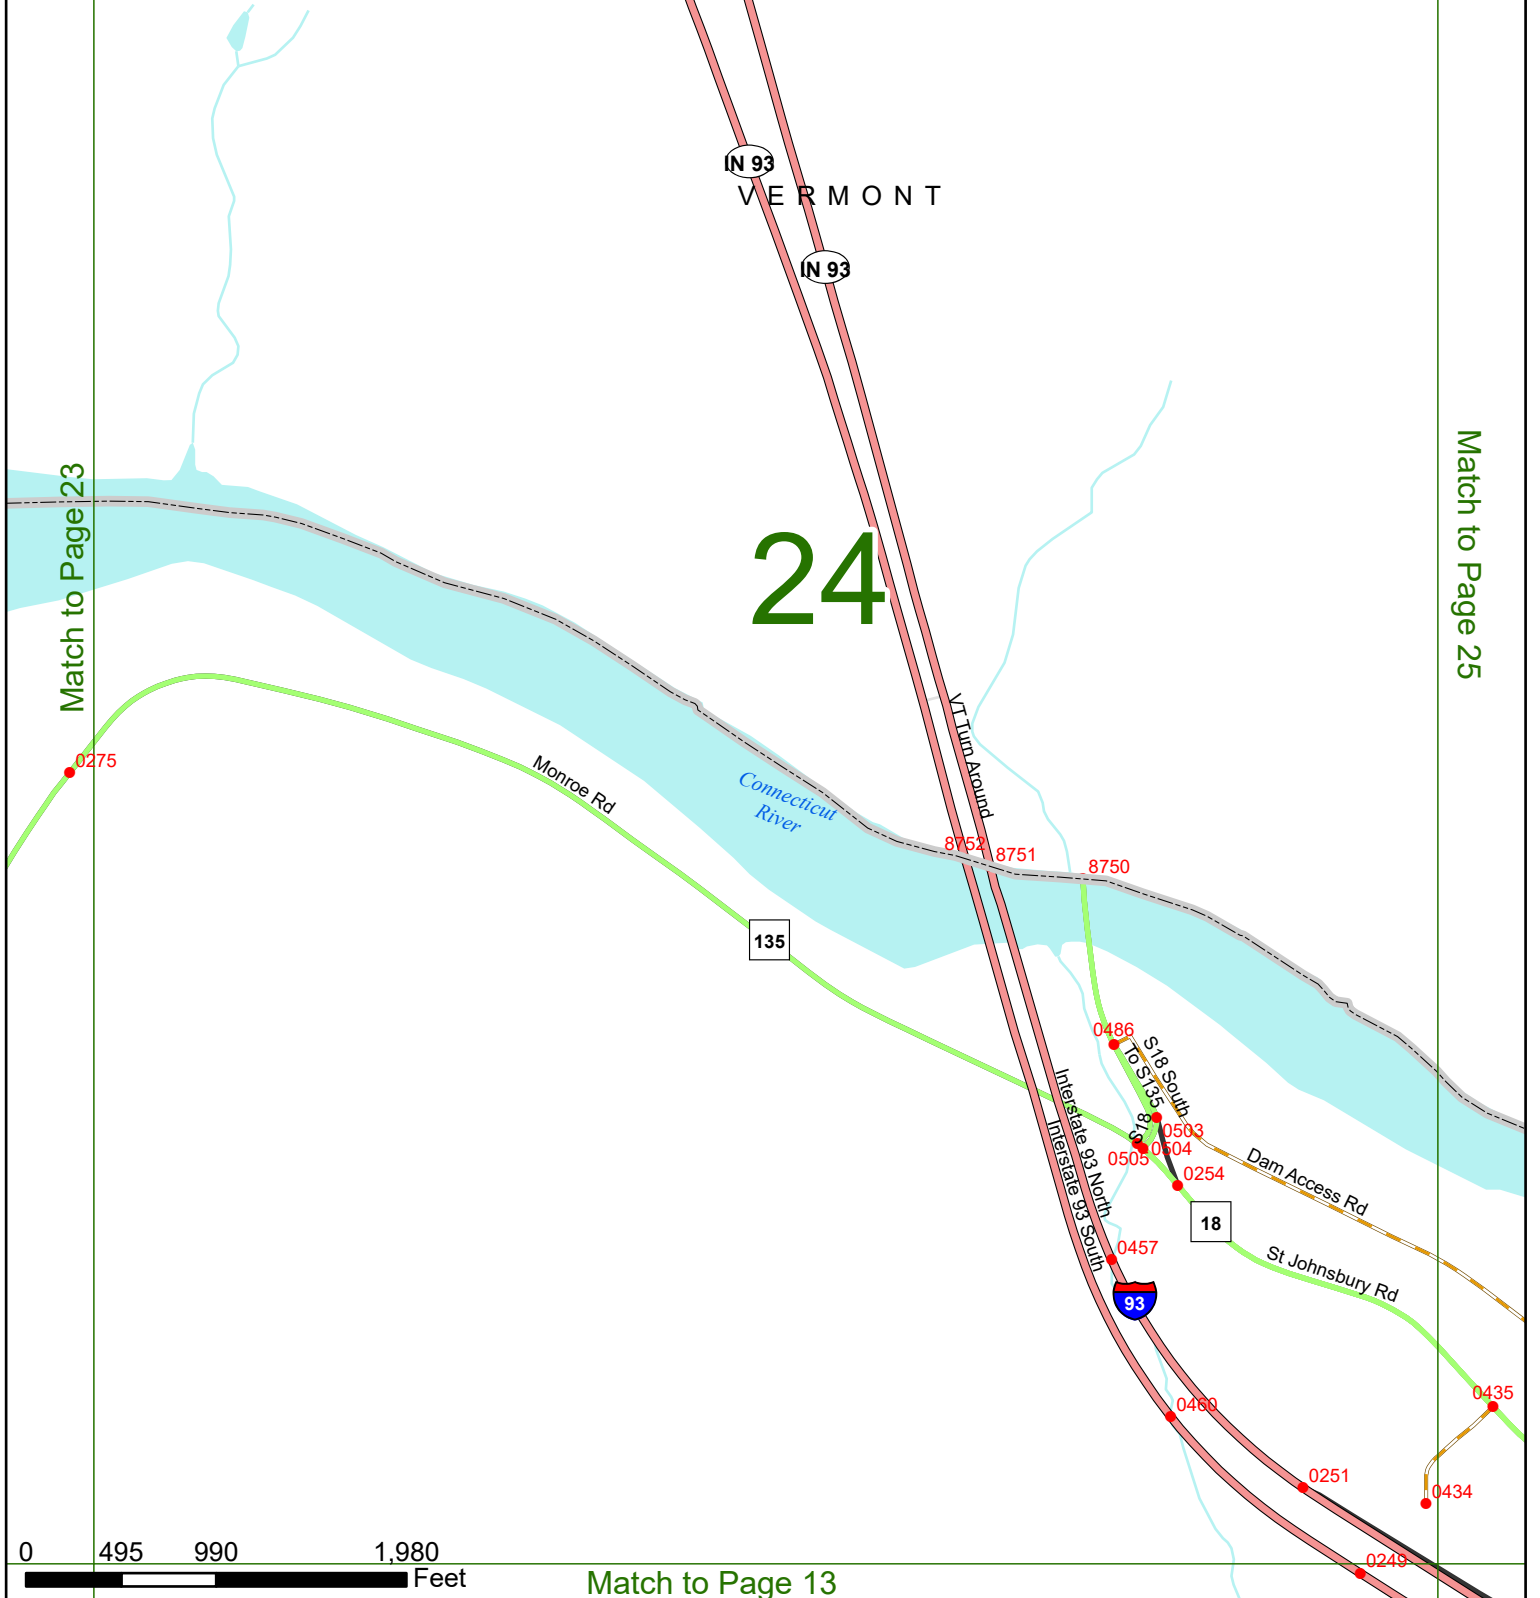 IN 93
VERMONT
IN 93
Match to Page 23
Match to Page 25
24
VT Turn Around
0275
Monroe Rd
Connecticut
River
8752
8751
8750
135
0486
S18 South
To S135
S18
0503
0504
0505
0254
Interstate 93 North
Interstate 93 South
Dam Access Rd
18
0457
St Johnsbury Rd
93
0460
0435
0251
0434
0249
0 495 990 1,980
Feet
Match to Page 13